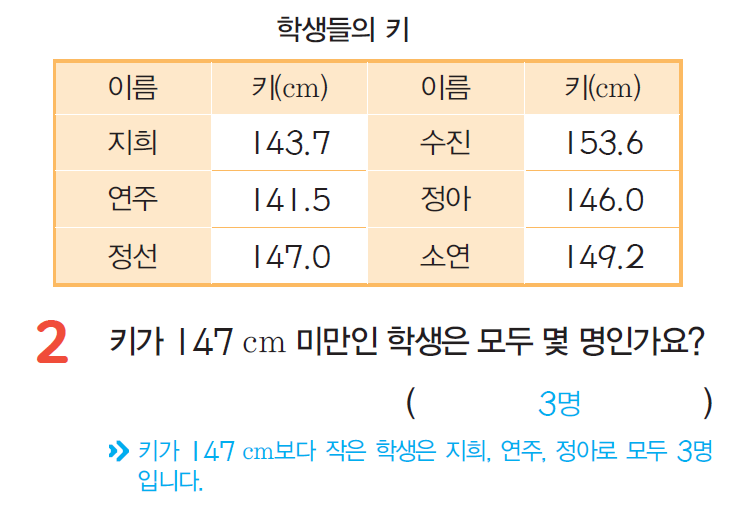 학생들의 키
이름 키(cm) 이름 키(cm)
지희 143.7 수진 153.6
연주 141.5 정아 146.0
정선 147.0 소연 149.2
2 키가 147 cm 미만인 학생은 모두 몇 명인가요?
( 3명 )
키가 147 cm보다 작은 학생은 지희, 연주, 정아로 모두 3명
입니다.